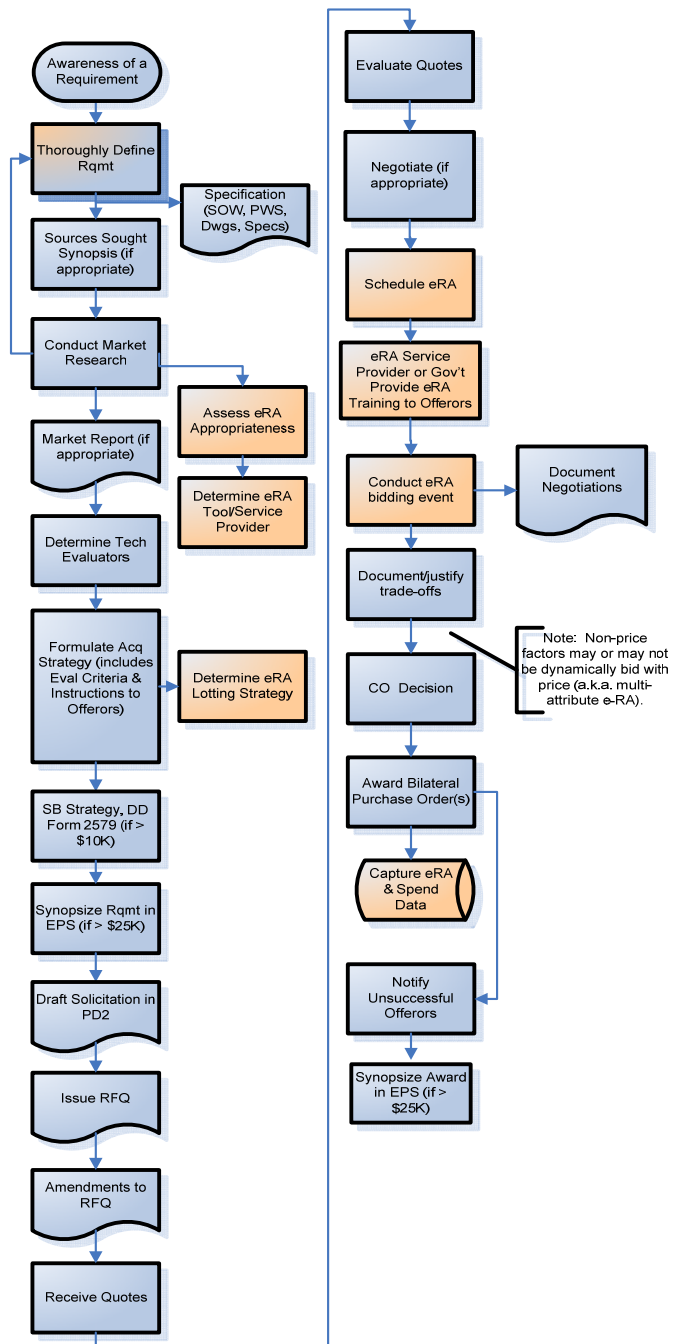 Awareness of a
Requirement
Thoroughly Define
Rqmt
Specification
(SOW, PWS,
Dwgs, Specs)
Sources Sought
Synopsis (if
appropriate)
Conduct Market
Research
Assess eRA
Appropriateness
Market Report (if
appropriate)
Determine eRA
Tool/Service
Provider
Determine Tech
Evaluators
Formulate Acq
Strategy (includes
Eval Criteria &
Instructions to
Offerors)
Determine eRA
Lotting Strategy
SB Strategy, DD
Form 2579 (if >
$10K)
Synopsize Rqmt in
EPS (if > $25K)
Draft Solicitation in
PD2
Issue RFQ
Amendments to
RFQ
Receive Quotes
Evaluate Quotes
Negotiate (if
appropriate)
Schedule eRA
eRA Service
Provider or Gov't
Provide eRA
Training to Offerors
Conduct eRA
bidding event
Document
Negotiations
Document/justify
trade-offs
Note: Non-price
factors may or may not
be dynamically bid with
price (a.k.a. multi-
attribute e-RA).
CO Decision
Award Bilateral
Purchase Order(s)
Capture eRA
& Spend
Data
Notify
Unsuccessful
Offerors
Synopsize Award
in EPS (if >
$25K)